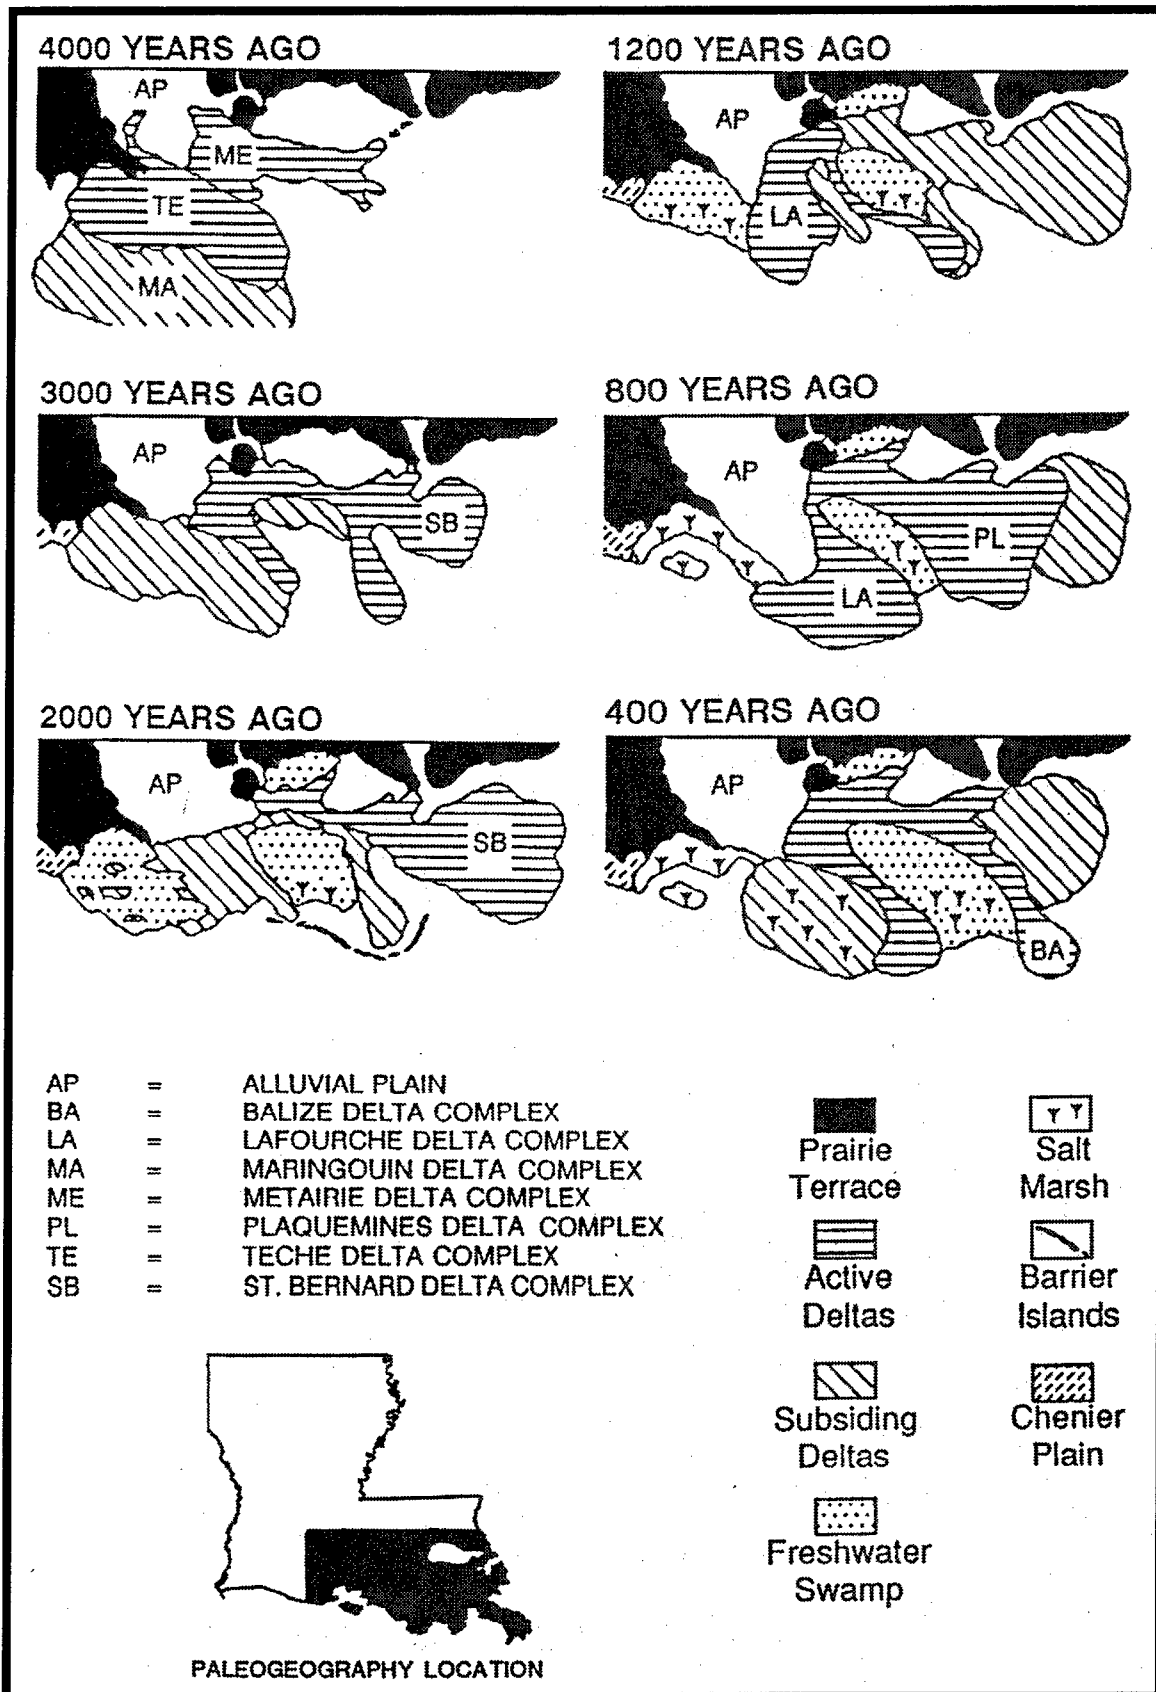 4000 YEARS AGO
AP
ME
TE
MA
3000 YEARS AGO
AP
SB
2000 YEARS AGO
AP
SB
1200 YEARS AGO
AP
LA
800 YEARS AGO
AP
PL
LA
400 YEARS AGO
AP
BA
AP = ALLUVIAL PLAIN
BA = BALIZE DELTA COMPLEX
LA = LAFOURCHE DELTA COMPLEX
MA = MARINGOUIN DELTA COMPLEX
ME = METAIRIE DELTA COMPLEX
PL = PLAQUEMINES DELTA COMPLEX
TE = TECHE DELTA COMPLEX
SB = ST. BERNARD DELTA COMPLEX
Prairie
Terrace
Active
Deltas
Subsiding
Deltas
Freshwater
Swamp
Salt
Marsh
Barrier
Islands
Chenier
Plain
PALEOGEOGRAPHY LOCATION